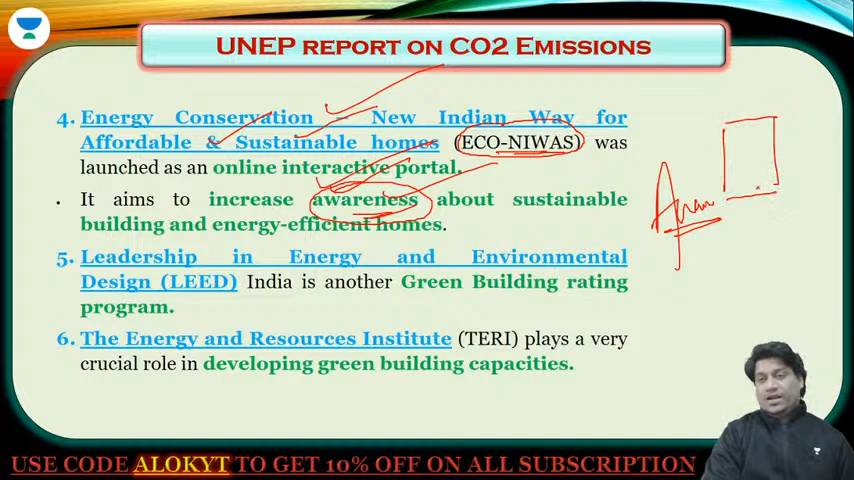 UNEP REPORT ON CO2 EMISSIONS
4. Energy Conservation – New Indian Way for
Affordable & Sustainable homes (ECO-NIWAS) was
launched as an online interactive portal.
. It aims to increase awareness about sustainable
building and energy-efficient homes.
5. Leadership in Energy and Environmental
Design (LEED) India is another Green Building rating
program.
6. The Energy and Resources Institute (TERI) plays a very
crucial role in developing green building capacities.
USE CODE ALOKYT TO GET 10% OFF ON ALL SUBSCRIPTION